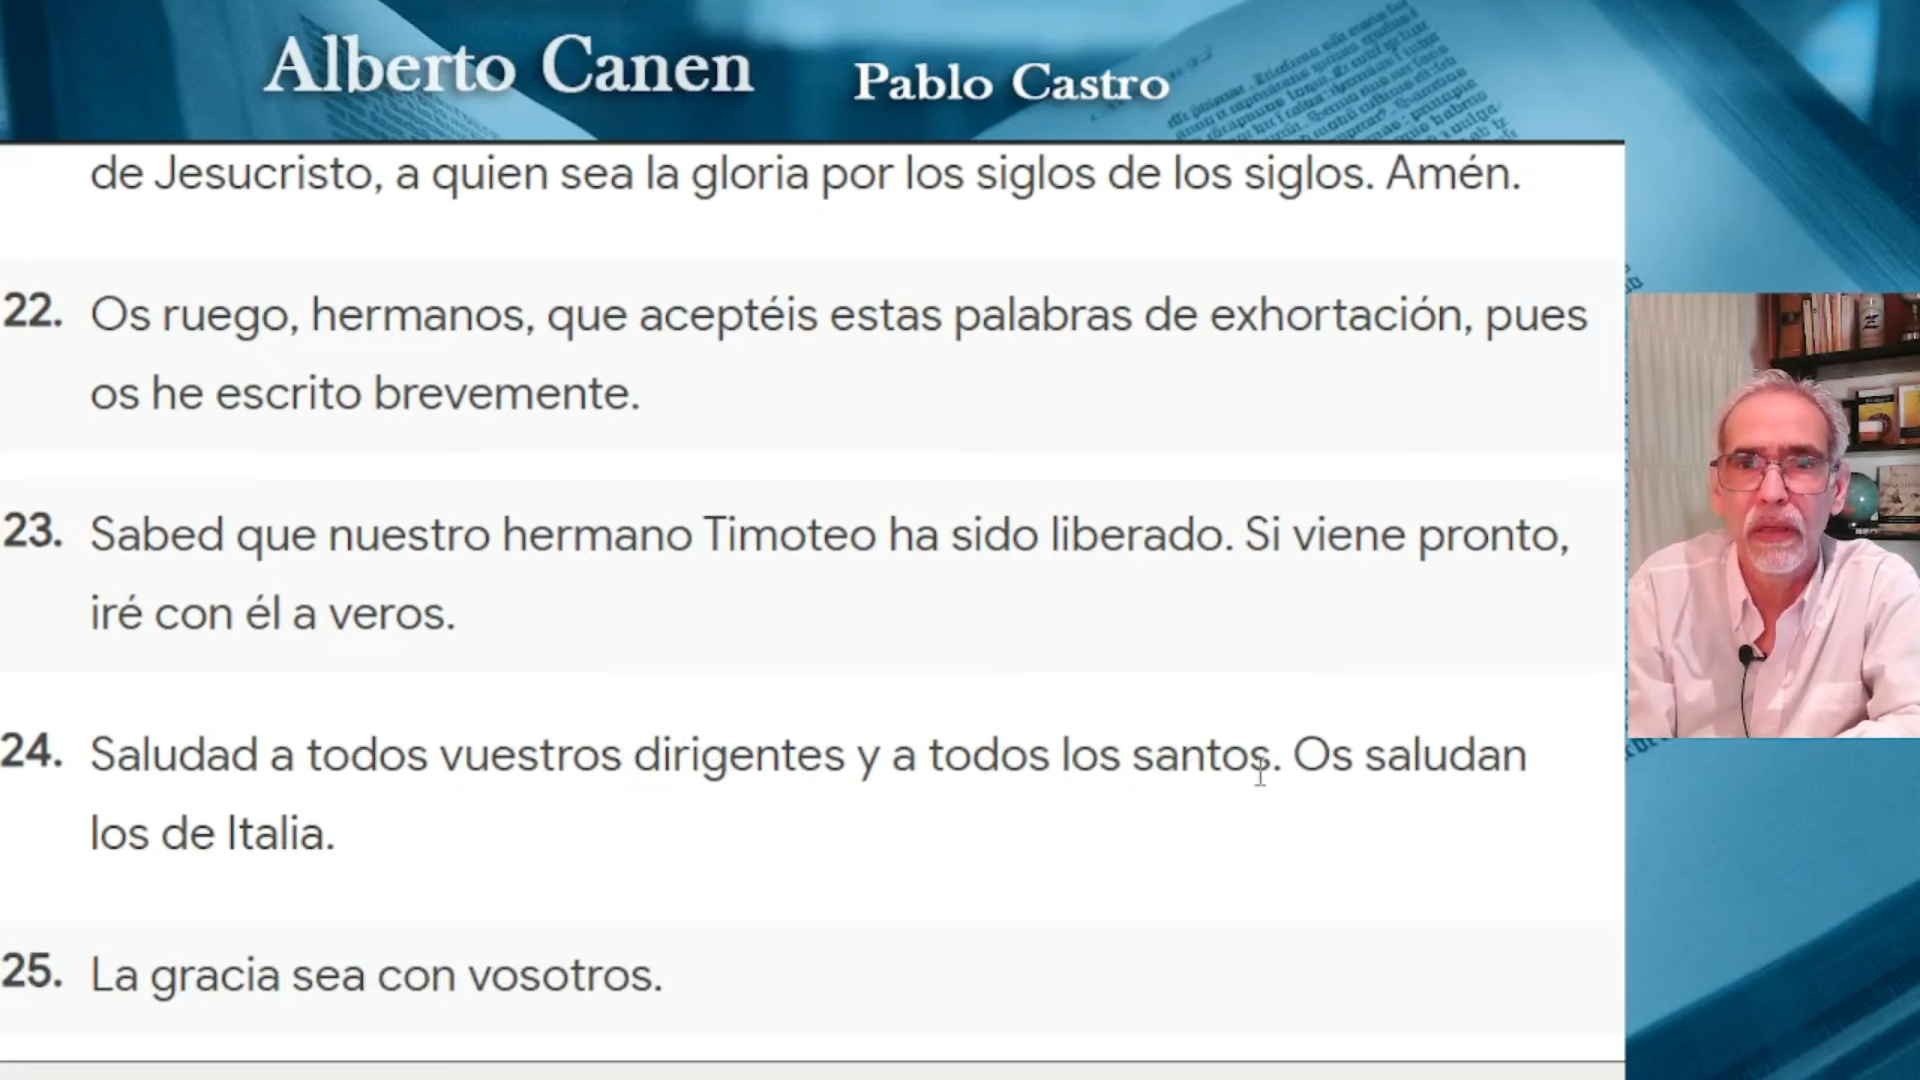 Alberto Canen Pablo Castro
de Jesucristo, a quien sea la gloria por los siglos de los siglos. Amén.
22. Os ruego, hermanos, que aceptéis estas palabras de exhortación, pues
os he escrito brevemente.
23. Sabed que nuestro hermano Timoteo ha sido liberado. Si viene pronto,
iré con él a veros.
24. Saludad a todos vuestros dirigentes y a todos los santos. Os saludan
los de Italia.
25. La gracia sea con vosotros.